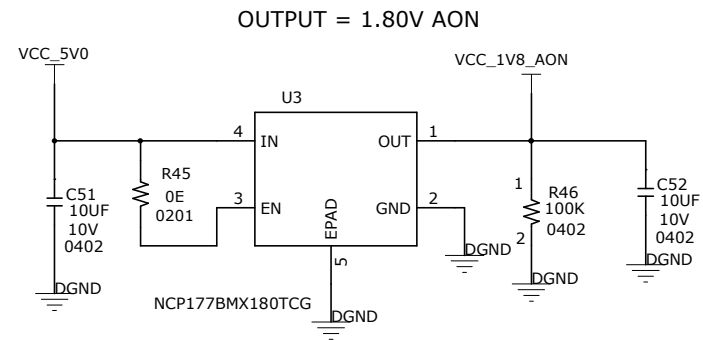 OUTPUT = 1.80V AON
VCC_5V0
VCC_1V8_AON
U3
4
IN
OUT
1
R45
0E
0201
3
EN
GND
2
EPAD
5
C51
10UF
10V
0402
1
R46
100K
0402
2
C52
10UF
10V
0402
DGND
DGND
DGND
DGND
NCP177BMX180TCG
DGND